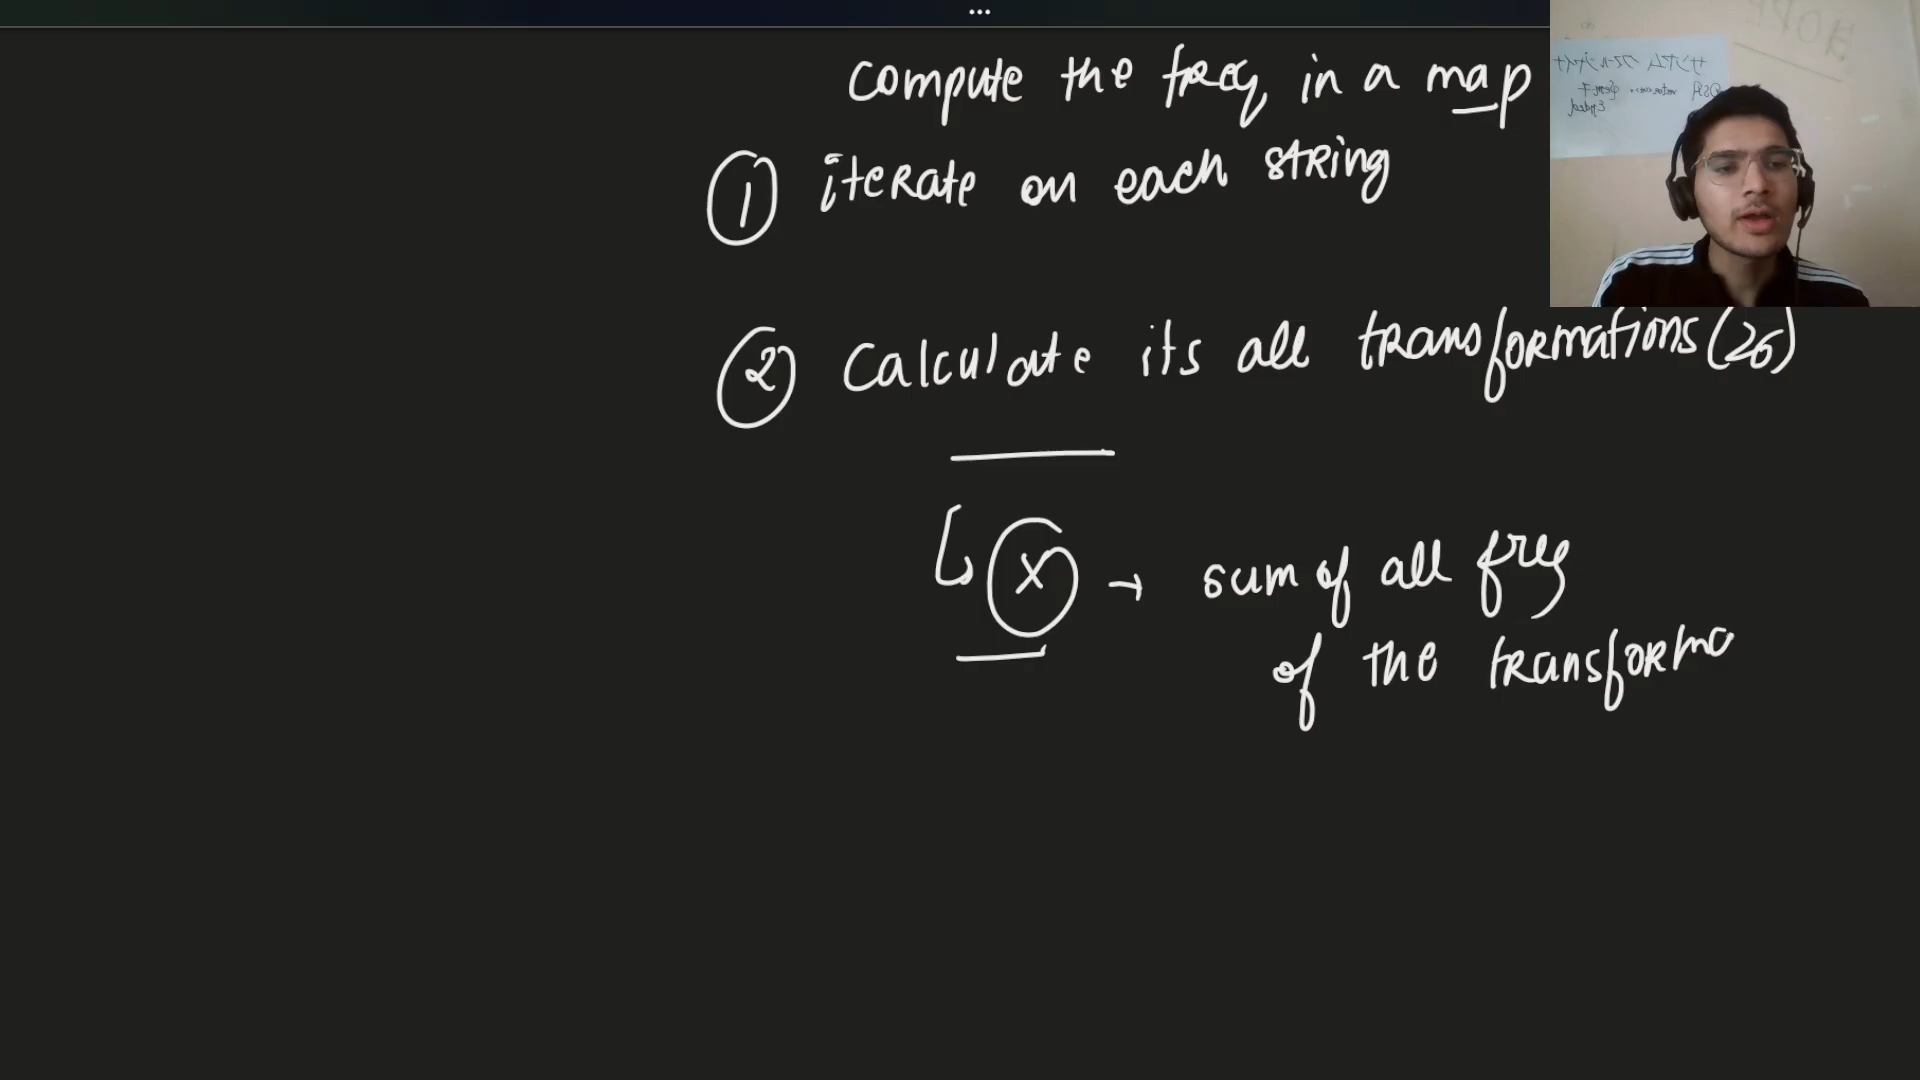 compute the freq in a map
① iterate on each string
② Calculate its all transformations (26)
x → sum of all freq
of the transforma